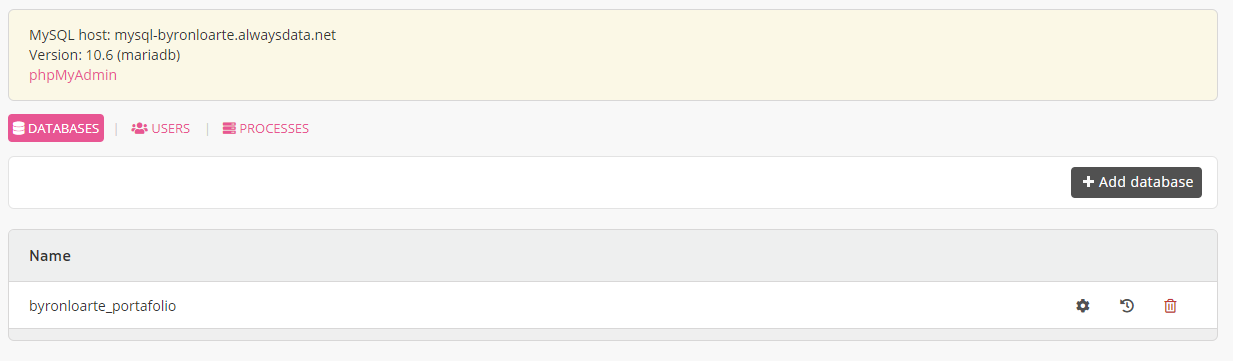 MySQL host: mysql-byronloarte.alwaysdata.net
Version: 10.6 (mariadb)
phpMyAdmin
DATABASES | USERS | PROCESSES
+ Add database
Name
byronloarte_portafolio